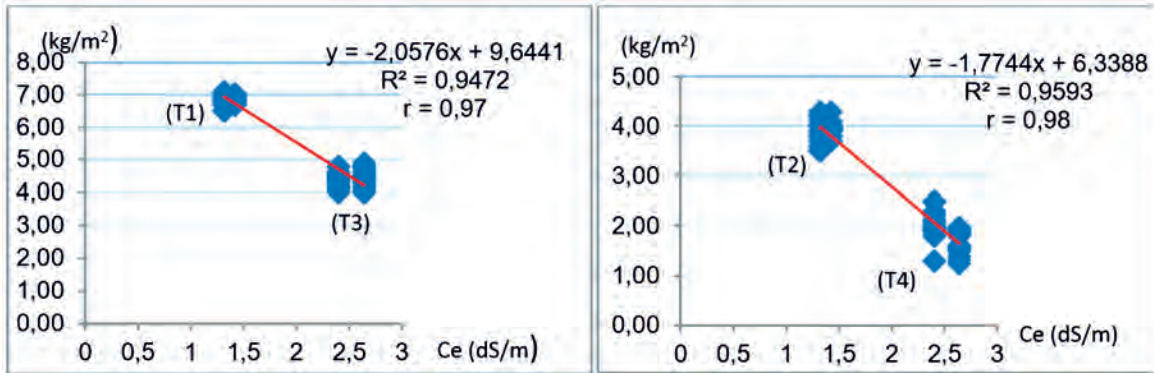 (kg/m²)
y = -2,0576x + 9,6441
R² = 0,9472
r = 0,97
8,00
7,00
6,00
5,00
4,00
3,00
2,00
1,00
0,00
(T1)
(T3)
0 0,5 1 1,5 2 2,5 3
Ce (dS/m)
(kg/m²)
y = -1,7744x + 6,3388
R² = 0,9593
r = 0,98
5,00
4,00
3,00
2,00
1,00
0,00
(T2)
(T4)
0 0,5 1 1,5 2 2,5 3
Ce (dS/m)